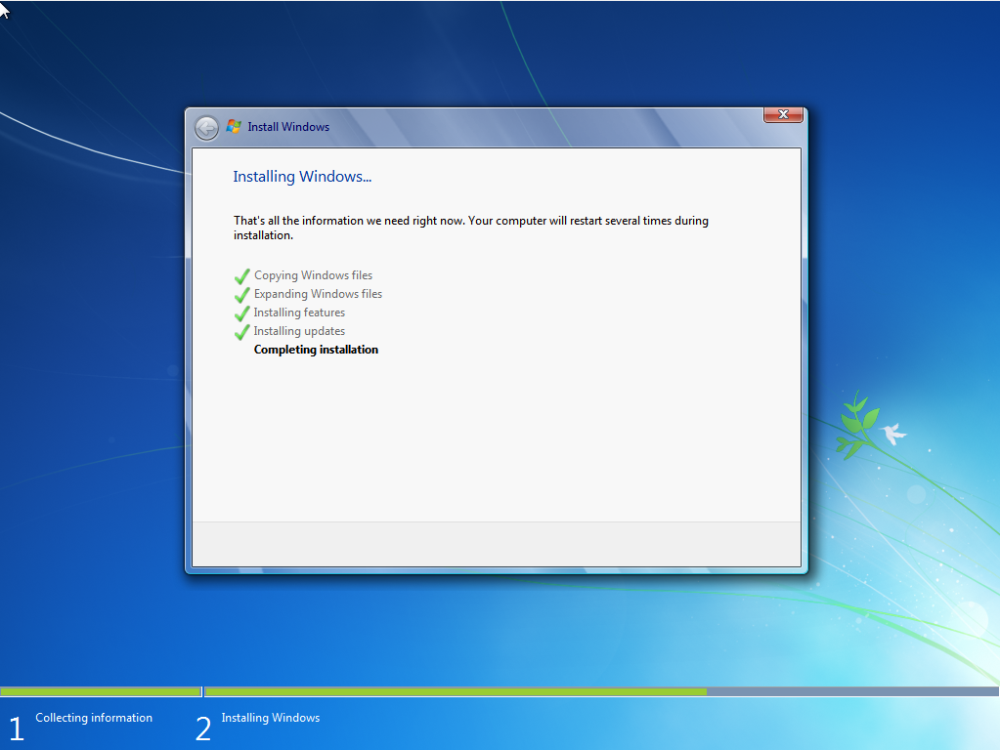 Install Windows
Installing Windows...
That's all the information we need right now. Your computer will restart several times during
installation.
Copying Windows files
Expanding Windows files
Installing features
Installing updates
Completing installation
1 Collecting information 2 Installing Windows